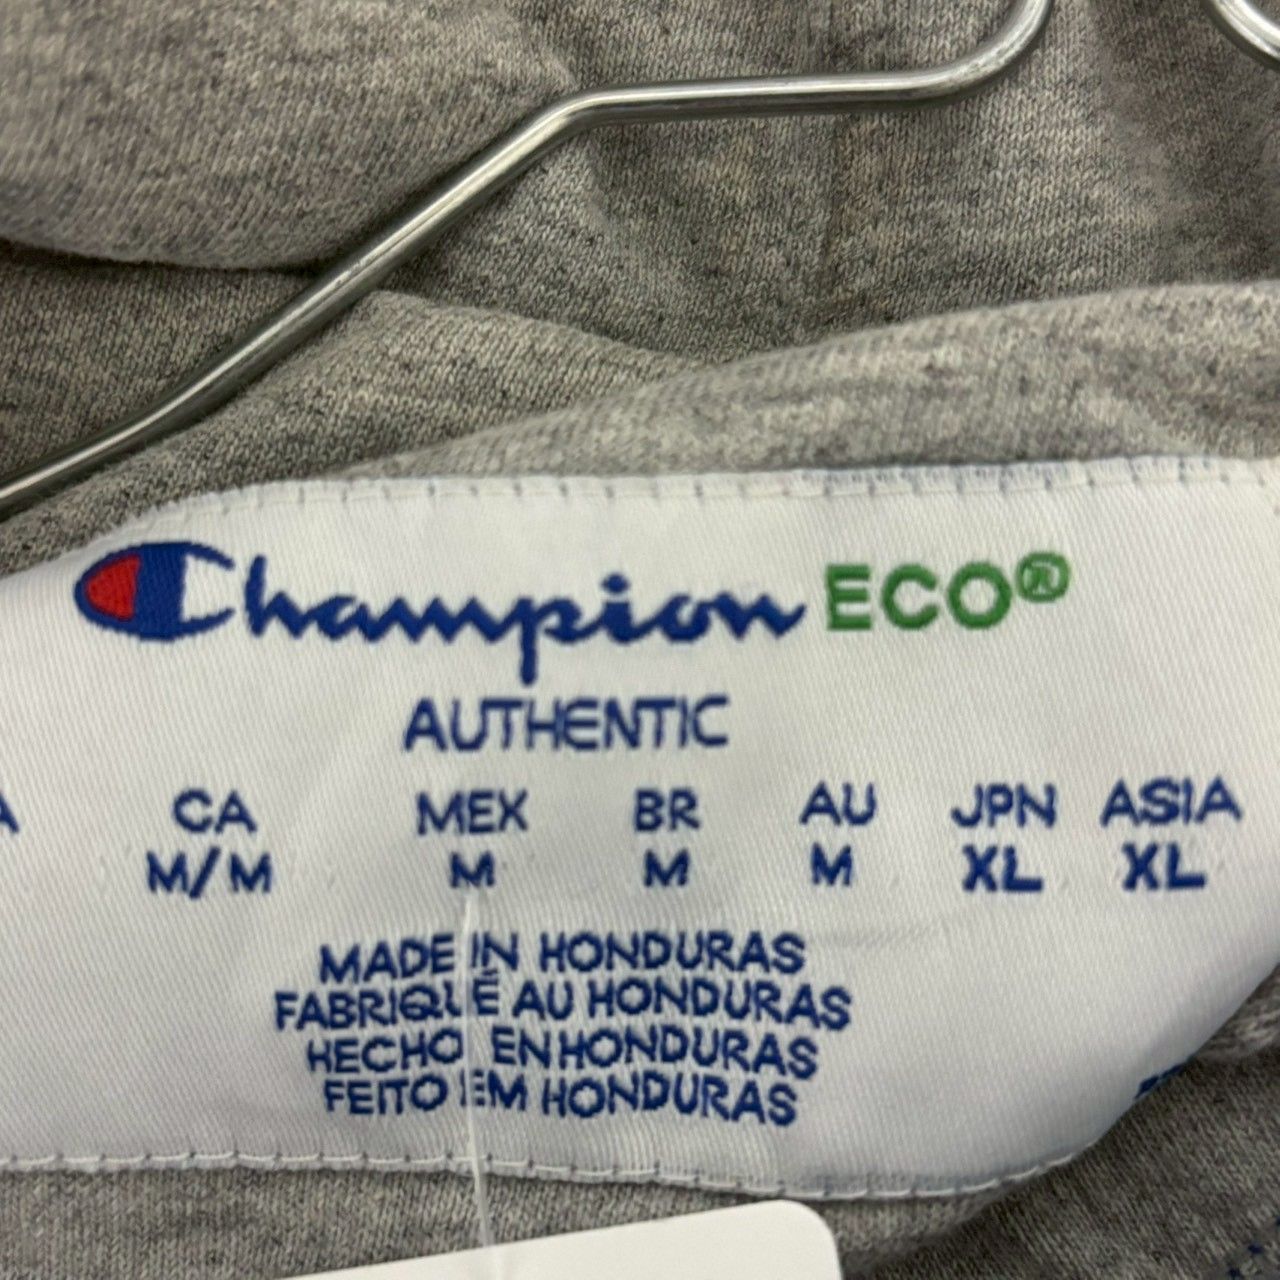 Champion ECO®
AUTHENTIC
CA MEX BR AU JPN ASIA
M/M M M M XL XL
MADE IN HONDURAS
FABRIQUÉ AU HONDURAS
HECHO EN HONDURAS
FEITO EM HONDURAS